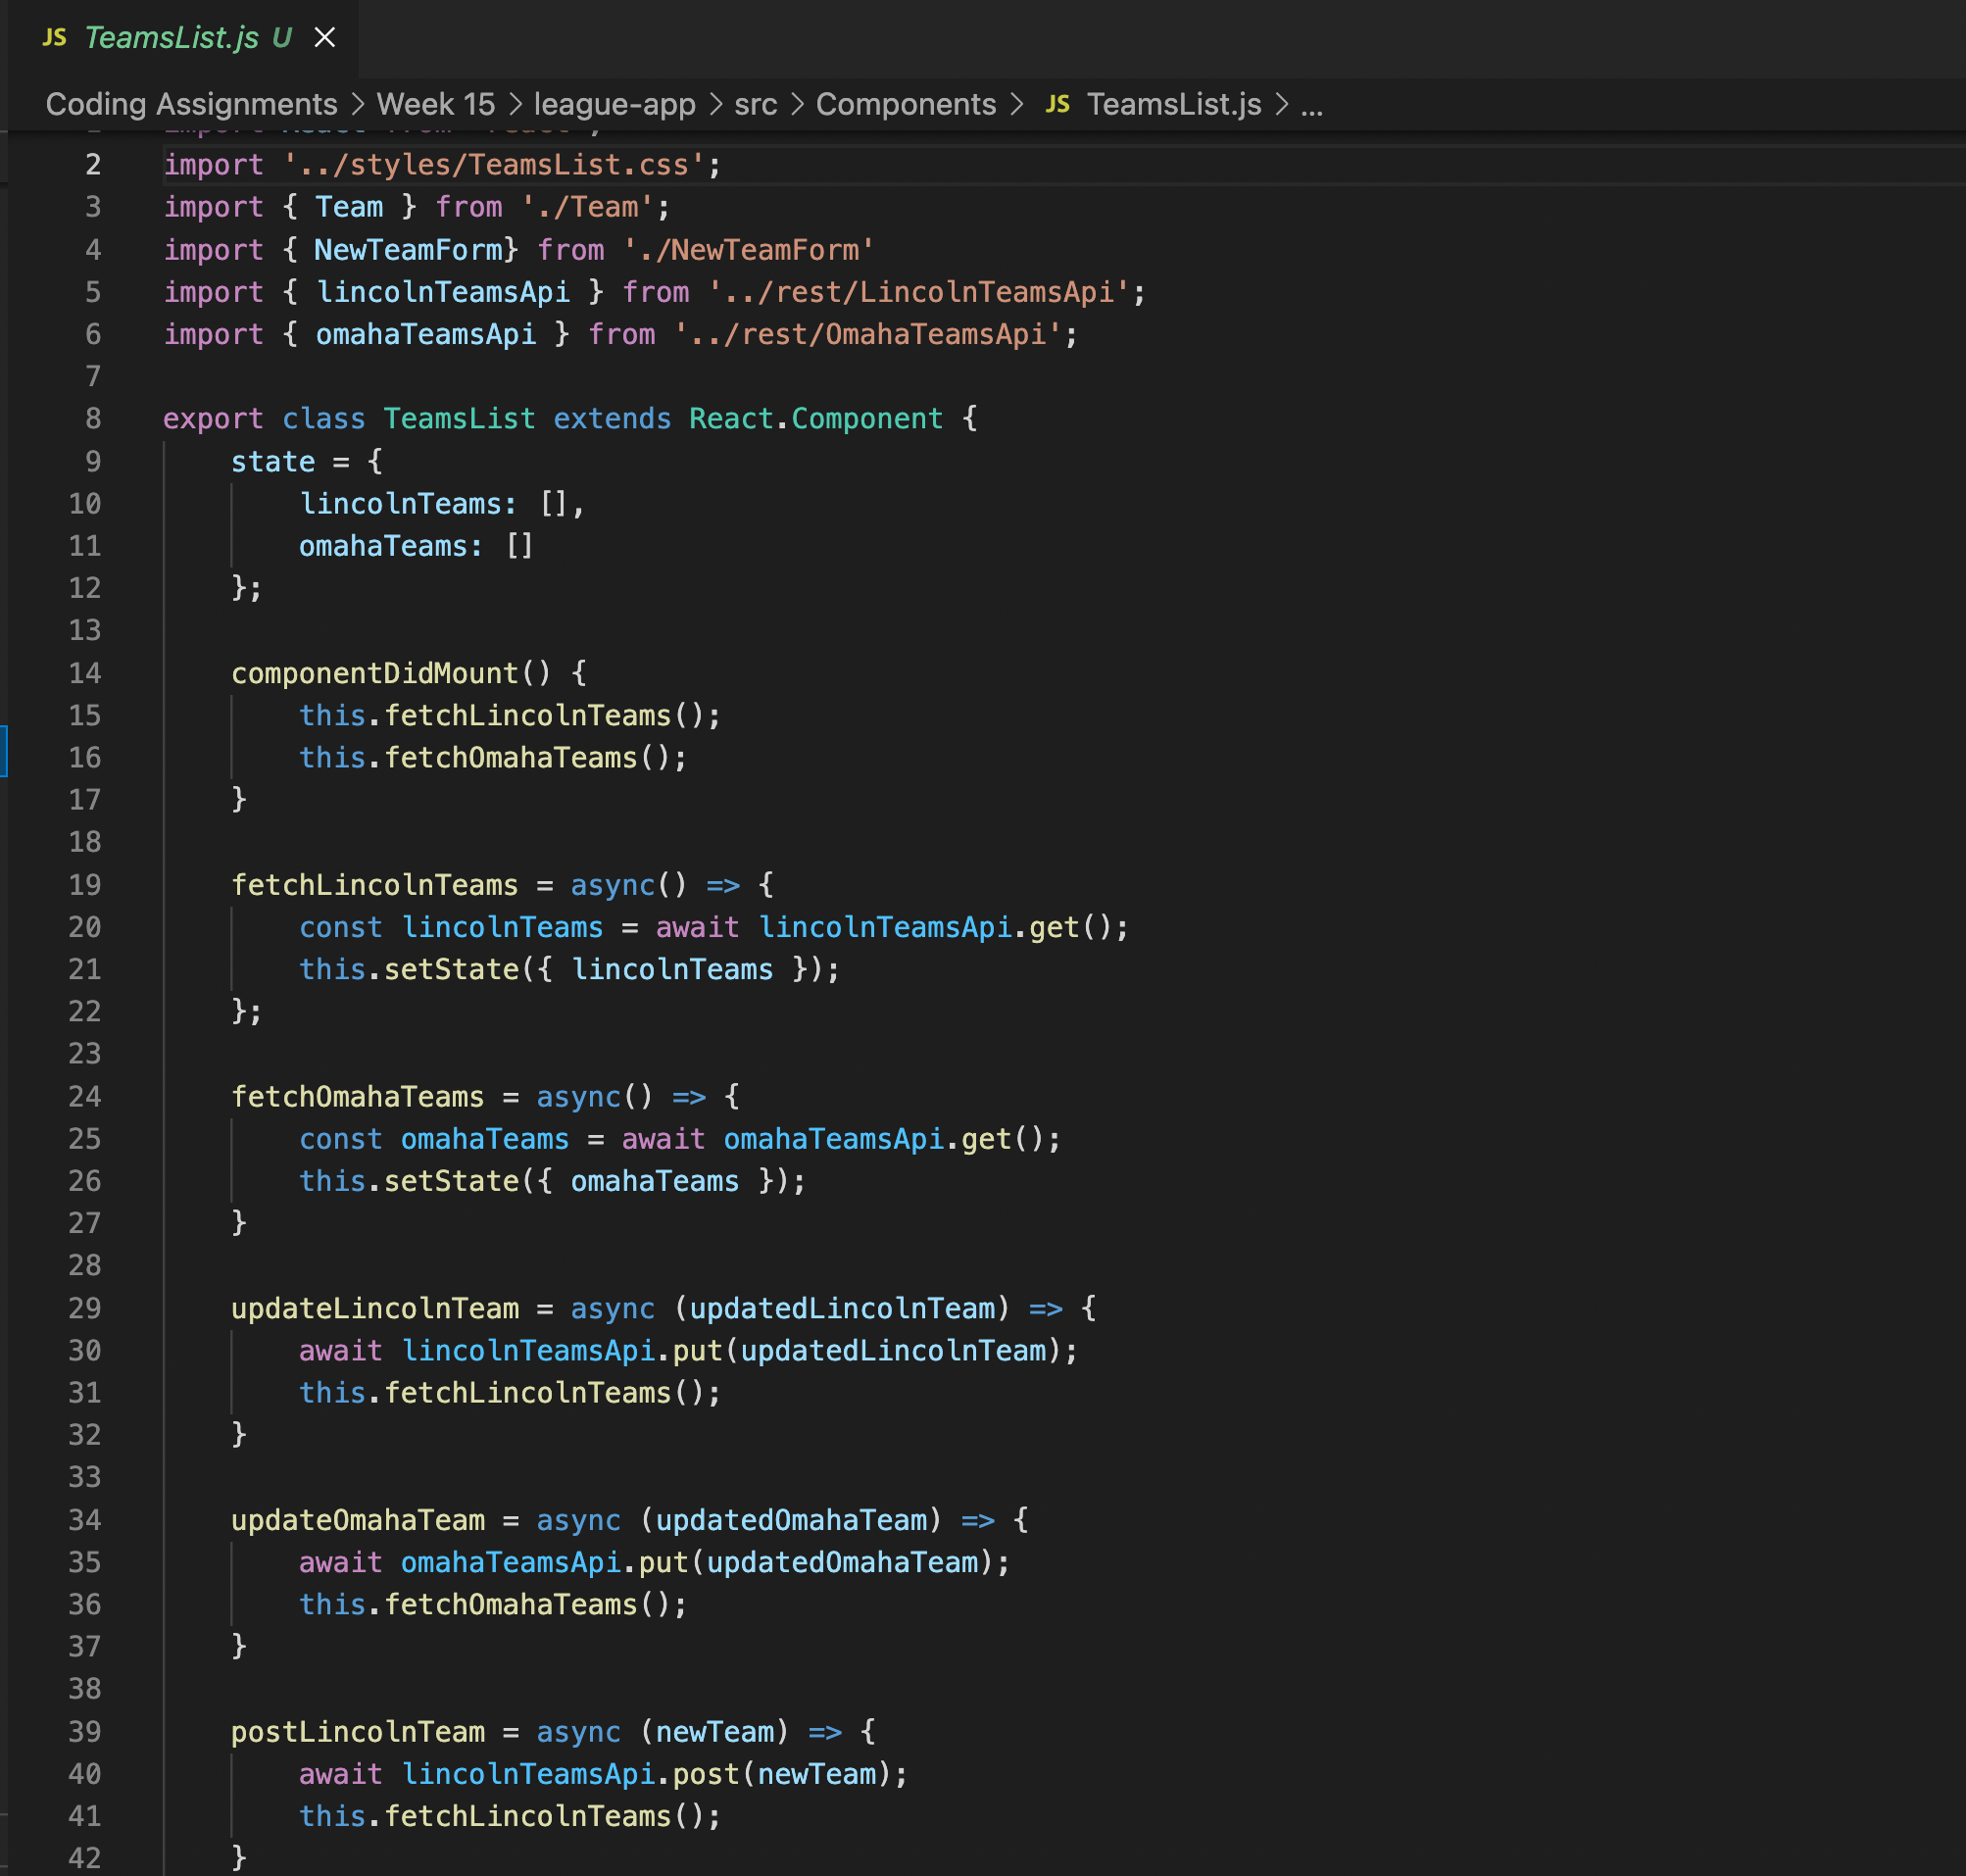 JS TeamsList.js U ×
Coding Assignments > Week 15 > league-app > src > Components > JS TeamsList.js > ...
2 import '../styles/TeamsList.css';
3 import { Team } from './Team';
4 import { NewTeamForm} from './NewTeamForm'
5 import { lincolnTeamsApi } from '../rest/LincolnTeamsApi';
6 import { omahaTeamsApi } from '../rest/OmahaTeamsApi';
7
8 export class TeamsList extends React.Component {
9 state = {
10 lincolnTeams: [],
11 omahaTeams: []
12 };
13
14 componentDidMount() {
15 this.fetchLincolnTeams();
16 this.fetchOmahaTeams();
17 }
18
19 fetchLincolnTeams = async() => {
20 const lincolnTeams = await lincolnTeamsApi.get();
21 this.setState({ lincolnTeams });
22 };
23
24 fetchOmahaTeams = async() => {
25 const omahaTeams = await omahaTeamsApi.get();
26 this.setState({ omahaTeams });
27 }
28
29 updateLincolnTeam = async (updatedLincolnTeam) => {
30 await lincolnTeamsApi.put(updatedLincolnTeam);
31 this.fetchLincolnTeams();
32 }
33
34 updateOmahaTeam = async (updatedOmahaTeam) => {
35 await omahaTeamsApi.put(updatedOmahaTeam);
36 this.fetchOmahaTeams();
37 }
38
39 postLincolnTeam = async (newTeam) => {
40 await lincolnTeamsApi.post(newTeam);
41 this.fetchLincolnTeams();
42 }